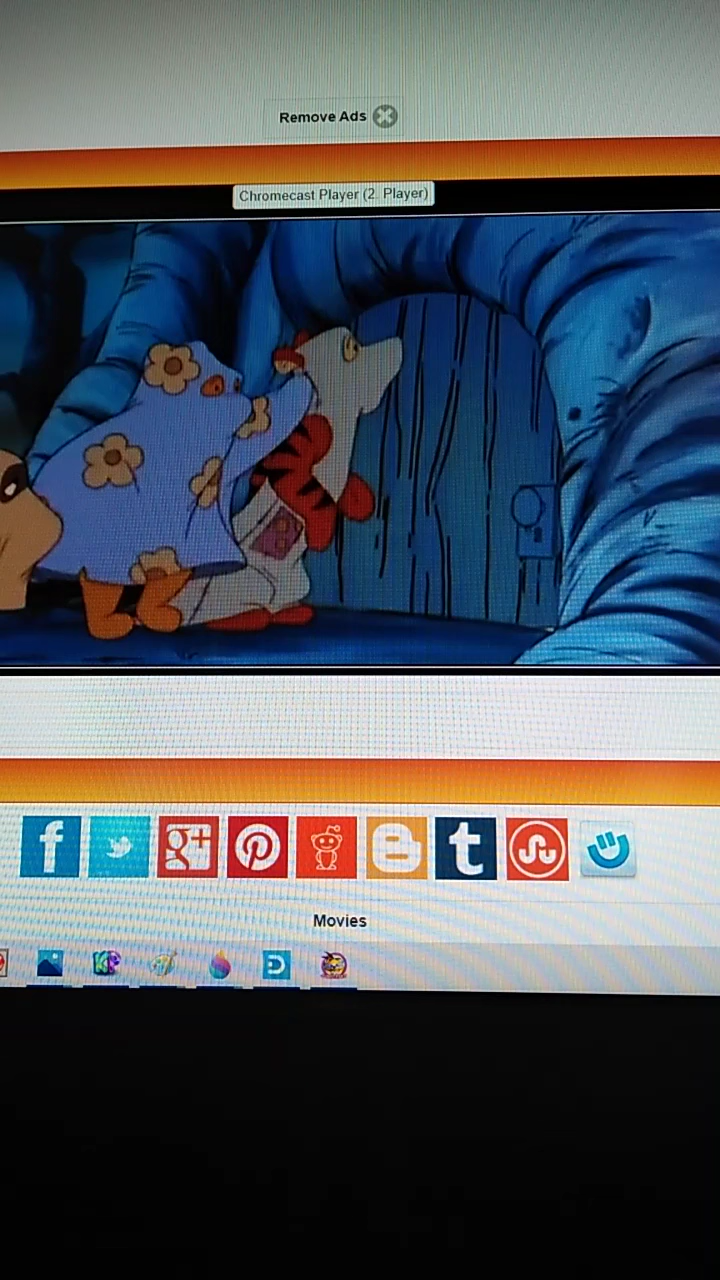 Remove Ads
Chromecast Player (2. Player)
f
g+
t
Movies